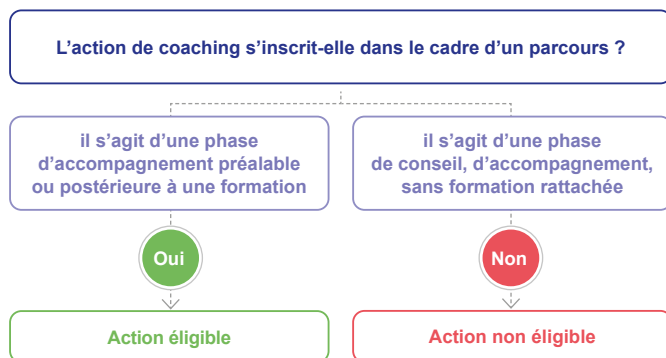 L’action de coaching s’inscrit-elle dans le cadre d’un parcours ?
il s’agit d’une phase
d’accompagnement préalable
ou postérieure à une formation
il s’agit d’une phase
de conseil, d’accompagnement,
sans formation rattachée
Oui
Non
Action éligible
Action non éligible